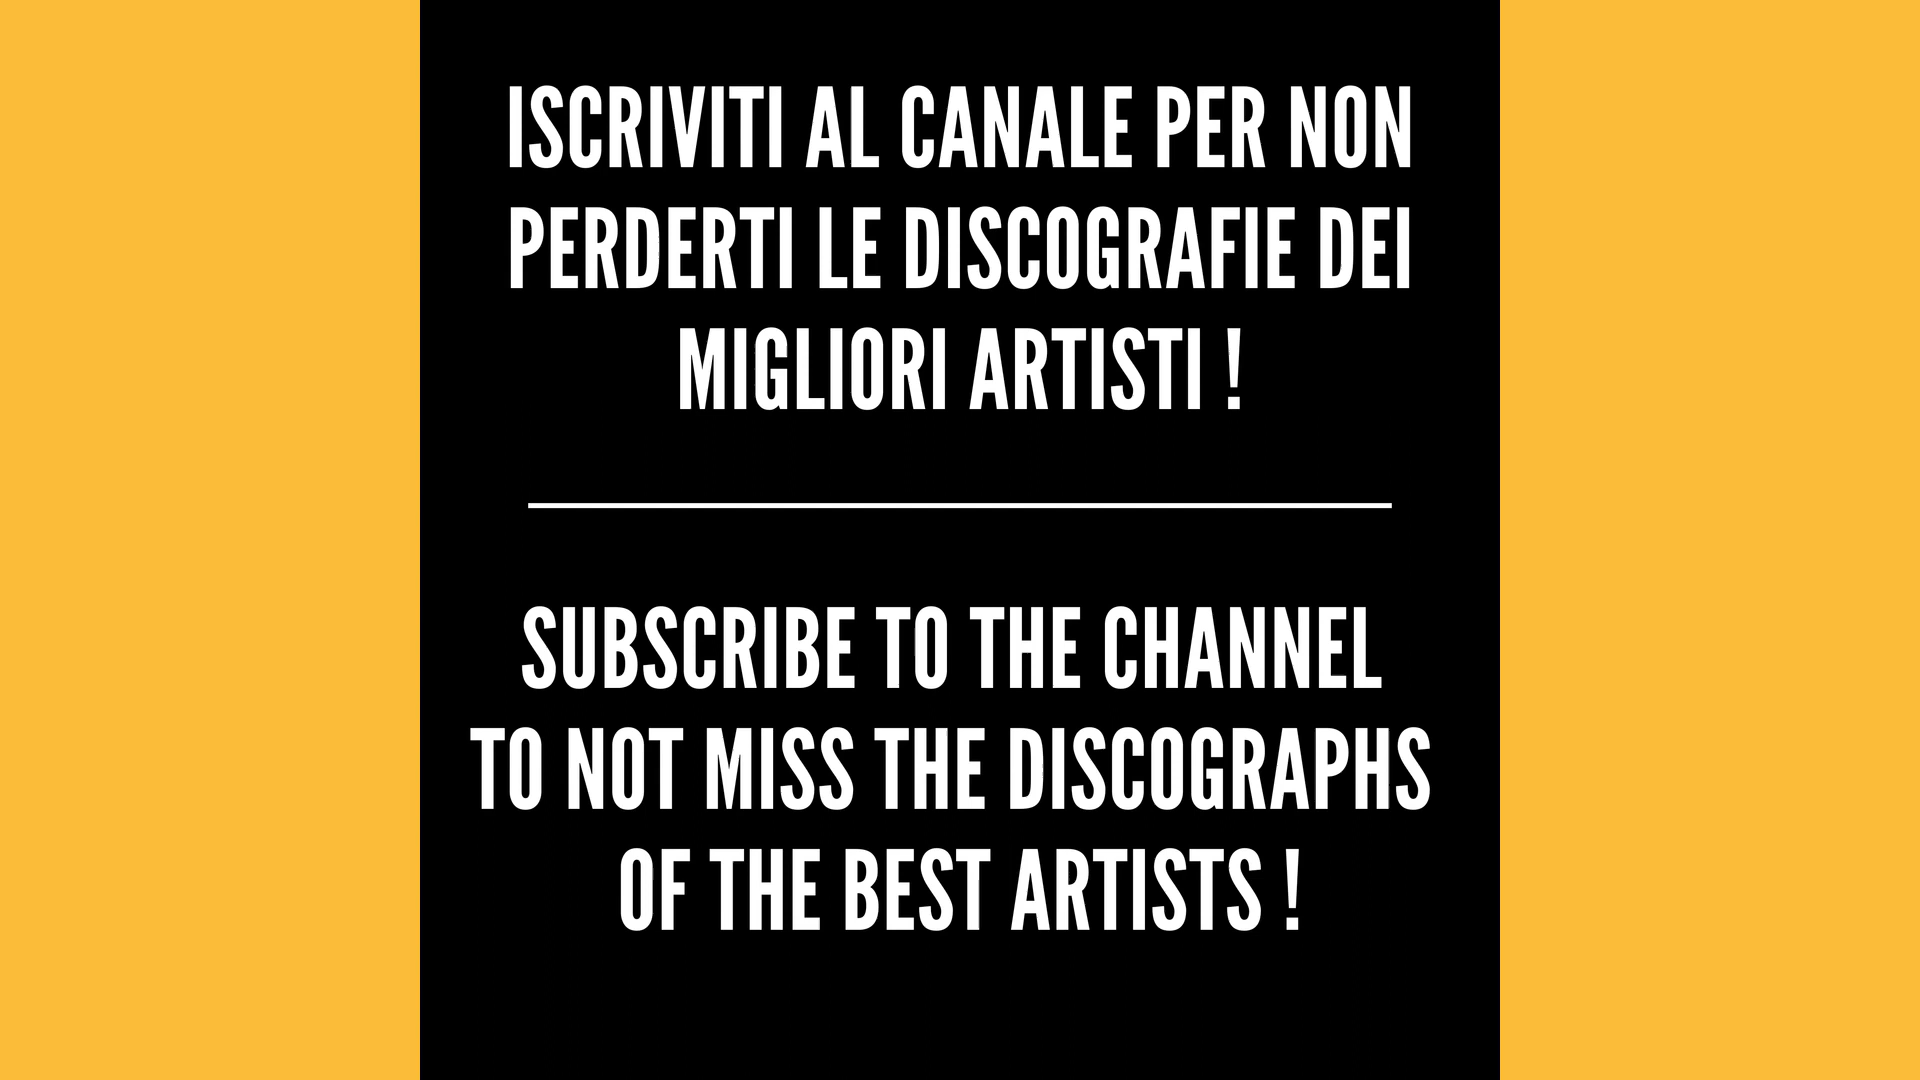 ISCRIVITI AL CANALE PER NON
PERDERTI LE DISCOGRAFIE DEI
MIGLIORI ARTISTI !
SUBSCRIBE TO THE CHANNEL
TO NOT MISS THE DISCOGRAPHS
OF THE BEST ARTISTS !